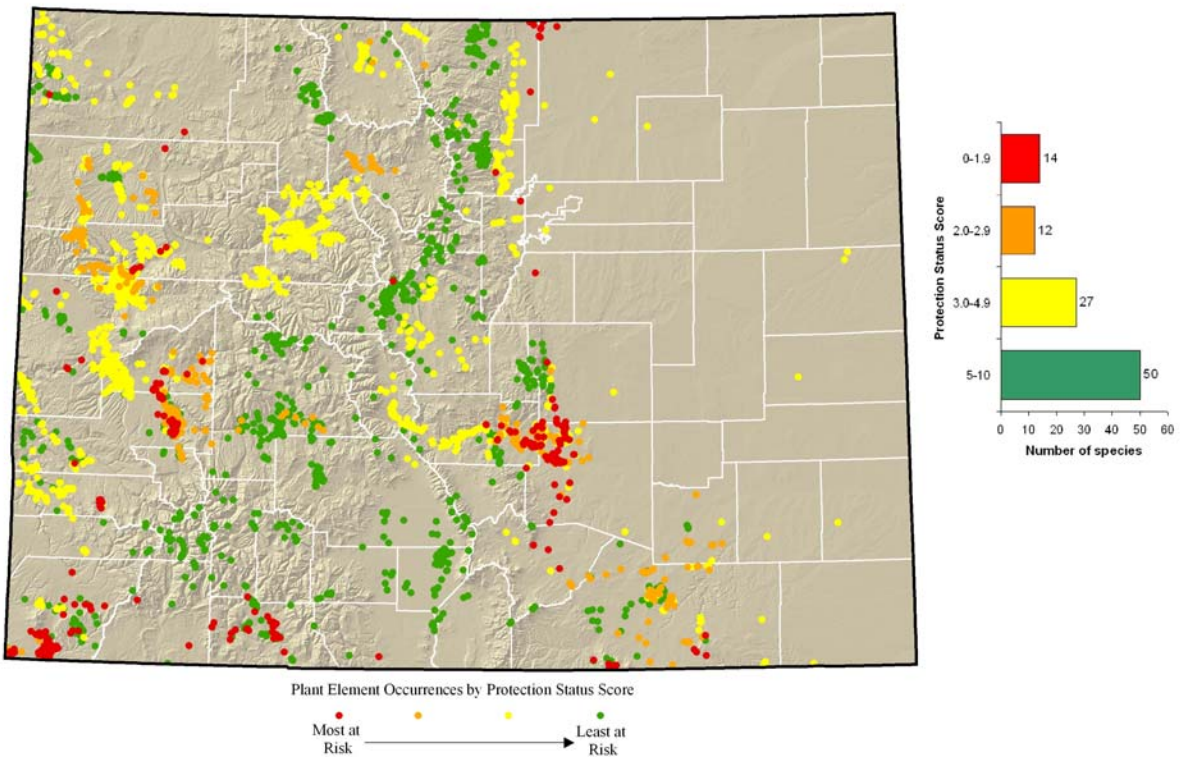 0-1.9
14
2.0-2.9
12
3.0-4.9
27
5-10
50
0 10 20 30 40 50 60
Number of species
Protection Status Score
Plant Element Occurrences by Protection Status Score
Most at
Risk
Least at
Risk